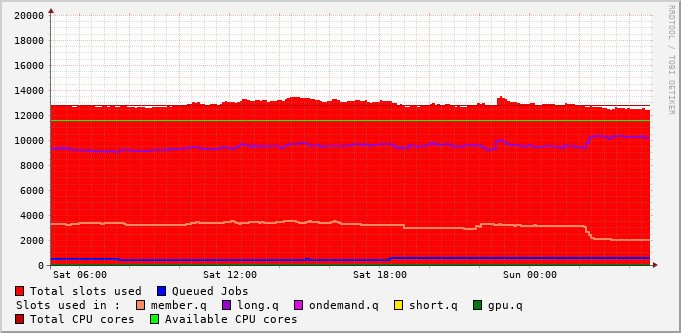 RRDTOOL / TOBI OETIKER
20000
18000
16000
14000
12000
10000
8000
6000
4000
2000
0
Sat 06:00 Sat 12:00 Sat 18:00 Sun 00:00
Total slots used Queued Jobs
Slots used in : member.q long.q ondemand.q short.q gpu.q
Total CPU cores Available CPU cores